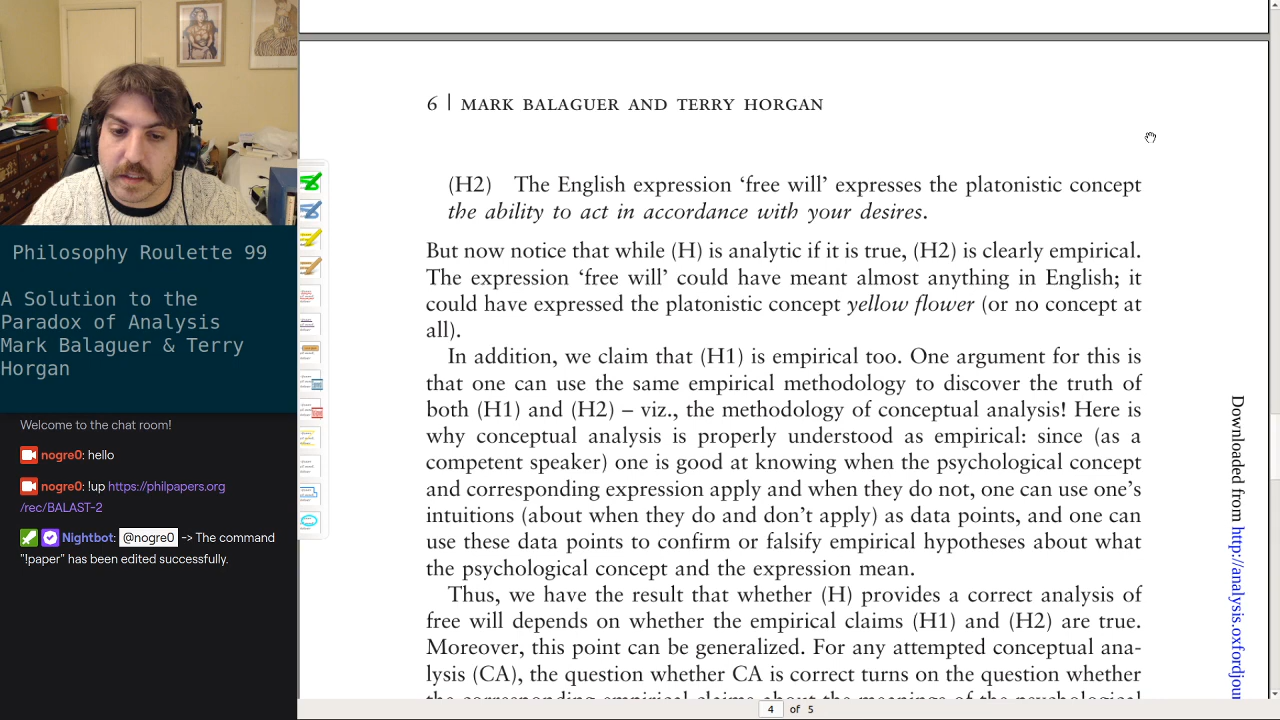 Philosophy Roulette 99
A Solution to the
Paradox of Analysis
Mark Balaguer & Terry
Horgan
Welcome to the chat room!
nogre0: hello
nogre0: !up https://philpapers.org
/rec/BALAST-2
Nightbot: @nogre0 -> The command
"!paper" has been edited successfully.
6 | MARK BALAGUER AND TERRY HORGAN
(H2) The English expression ‘free will’ expresses the platonistic concept
the ability to act in accordance with your desires.
But now notice that while (H) is analytic if it is true, (H2) is clearly empirical.
The expression ‘free will’ could have meant almost anything in English: it
could have expressed the platonic concept yellow flower (or no concept at
all).
In addition, we claim that (H1) is empirical too. One argument for this is
that one can use the same empirical methodology to discover the truth of
both (H1) and (H2) – viz., the methodology of conceptual analysis! Here is
why conceptual analysis is properly understood as empirical: since (as a
competent speaker) one is good at knowing when the psychological concept
and corresponding expression apply and when they do not, one can use one's
intuitions (about when they do and don't apply) as data points, and one can
use these data points to confirm or falsify empirical hypotheses about what
the psychological concept and the expression mean.
Thus, we have the result that whether (H) provides a correct analysis of
free will depends on whether the empirical claims (H1) and (H2) are true.
Moreover, this point can be generalized. For any attempted conceptual ana-
lysis (CA), the question whether CA is correct turns on the question whether
Downloaded from http://analysis.oxfordjou
4 of 5